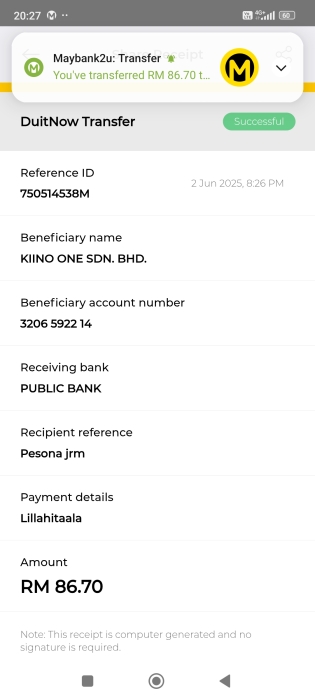 20:27
4G+
60
Share Receipt
Maybank2u: Transfer
You've transferred RM 86.70 t...
DuitNow Transfer
Successful
Reference ID
2 Jun 2025, 8:26 PM
750514538M
Beneficiary name
KIINO ONE SDN. BHD.
Beneficiary account number
3206 5922 14
Receiving bank
PUBLIC BANK
Recipient reference
Pesona jrm
Payment details
Lillahitaala
Amount
RM 86.70
Note: This receipt is computer generated and no
signature is required.